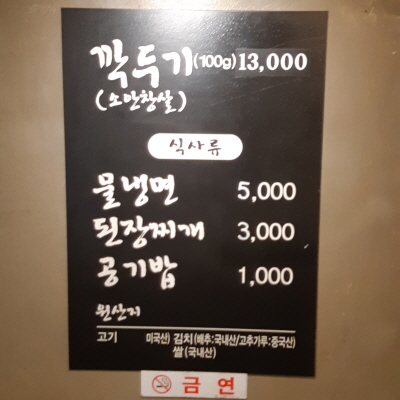 깍두기(100g) 13,000
(소안창살)
식사류
물냉면 5,000
된장찌개 3,000
공기밥 1,000
원산지
고기 미국산) 김치(배추:국내산/고추기루:중국산)
쌀(국내산)
금연